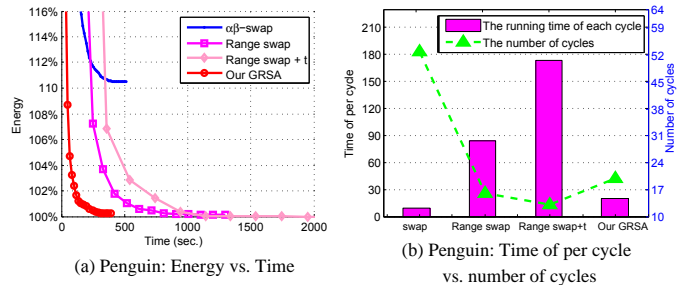 116%
114%
112%
110
108%
106%
104%
102%
100%
0
500
1000
1500
2000
Energy
Time (sec.)
αβ−swap
Range swap
Range swap + t
Our GRSA
(a) Penguin: Energy vs. Time
230
210
180
150
120
90
60
30
0
Time of per cycle
The running time of each cycle
The number of cycles
64
59
52
45
38
31
24
17
10
Number of cycles
swap
Range swap
Range swap+t
Our GRSA
(b) Penguin: Time of per cycle
vs. number of cycles